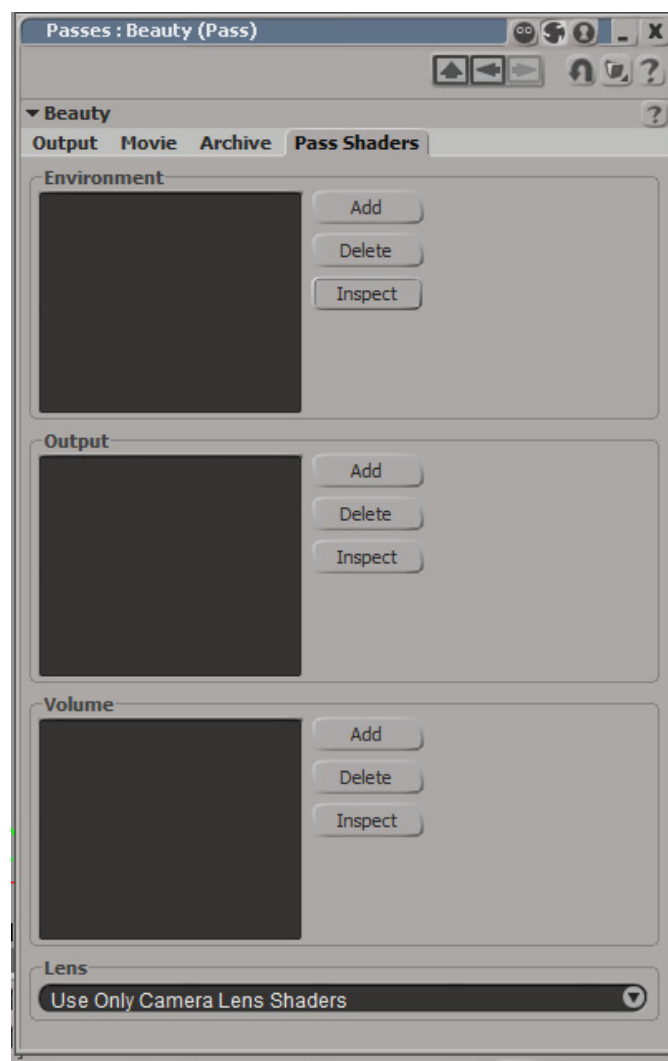 Passes : Beauty (Pass)
?
Beauty
?
Output Movie Archive Pass Shaders
Environment
Add
Delete
Inspect
Output
Add
Delete
Inspect
Volume
Add
Delete
Inspect
Lens
Use Only Camera Lens Shaders